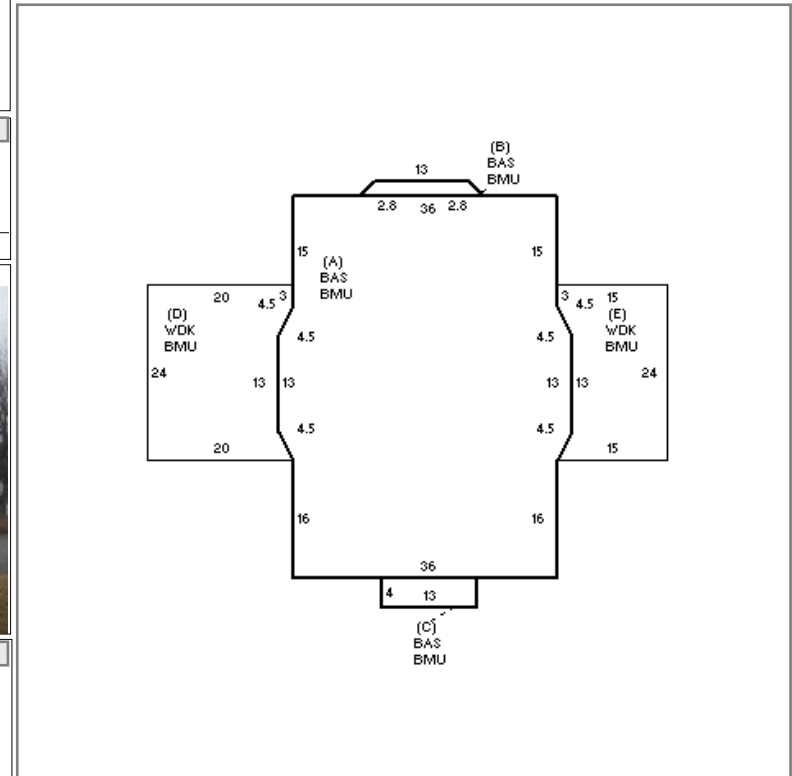 (B)
BAS
BMU
13
2.8 36 2.8
15
15
(A)
BAS
BMU
20
4.5 3
(D)
WDK
BMU
3 4.5 15
(E)
WDK
BMU
4.5
4.5
24
13 13
13 13
24
4.5
4.5
20
15
16
16
36
4 13
(C)
BAS
BMU